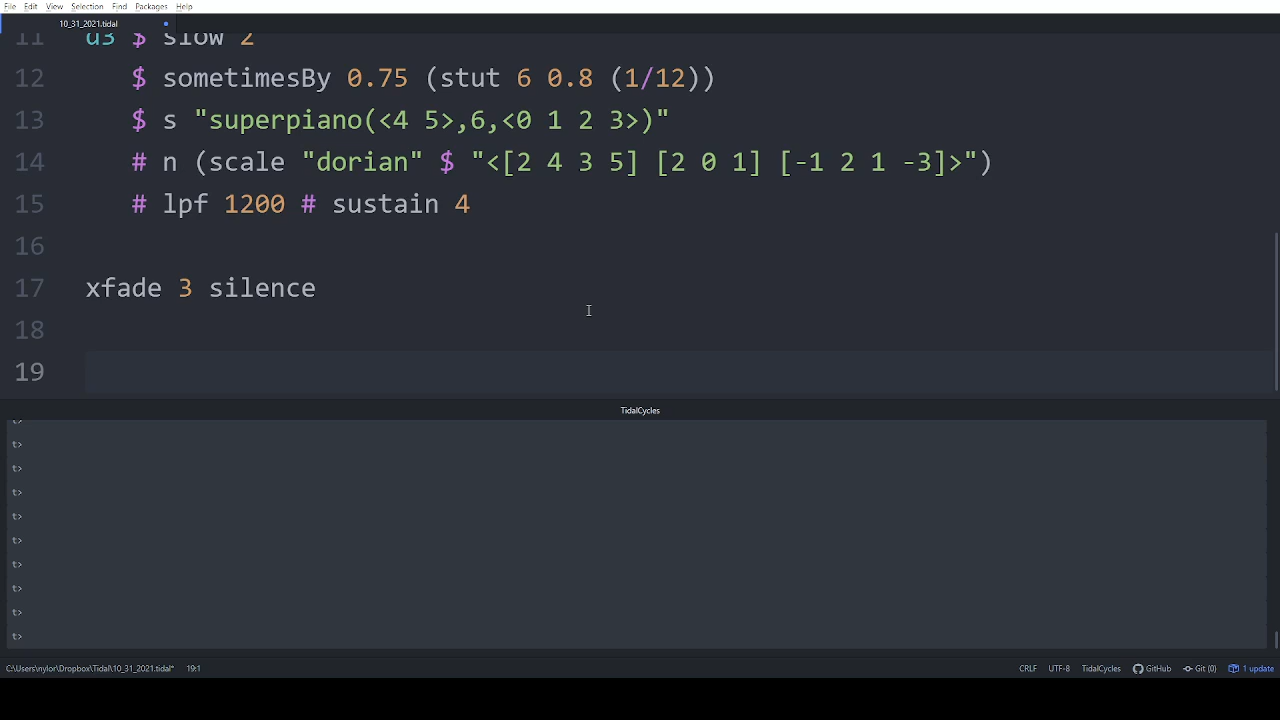 File Edit View Selection Find Packages Help
10_31_2021.tidal
11 d3 $ slow 2
12 $ sometimesBy 0.75 (stut 6 0.8 (1/12))
13 $ s "superpiano(<4 5>,6,<0 1 2 3>)"
14 # n (scale "dorian" $ "<[2 4 3 5] [2 0 1] [-1 2 1 -3]>")
15 # lpf 1200 # sustain 4
16
17 xfade 3 silence
18
19
TidalCycles
t>
t>
t>
t>
t>
t>
t>
t>
t>
t>
C:\Users\nylor\Dropbox\Tidal\10_31_2021.tidal* 19:1 CRLF UTF-8 TidalCycles GitHub Git (0) 1 update